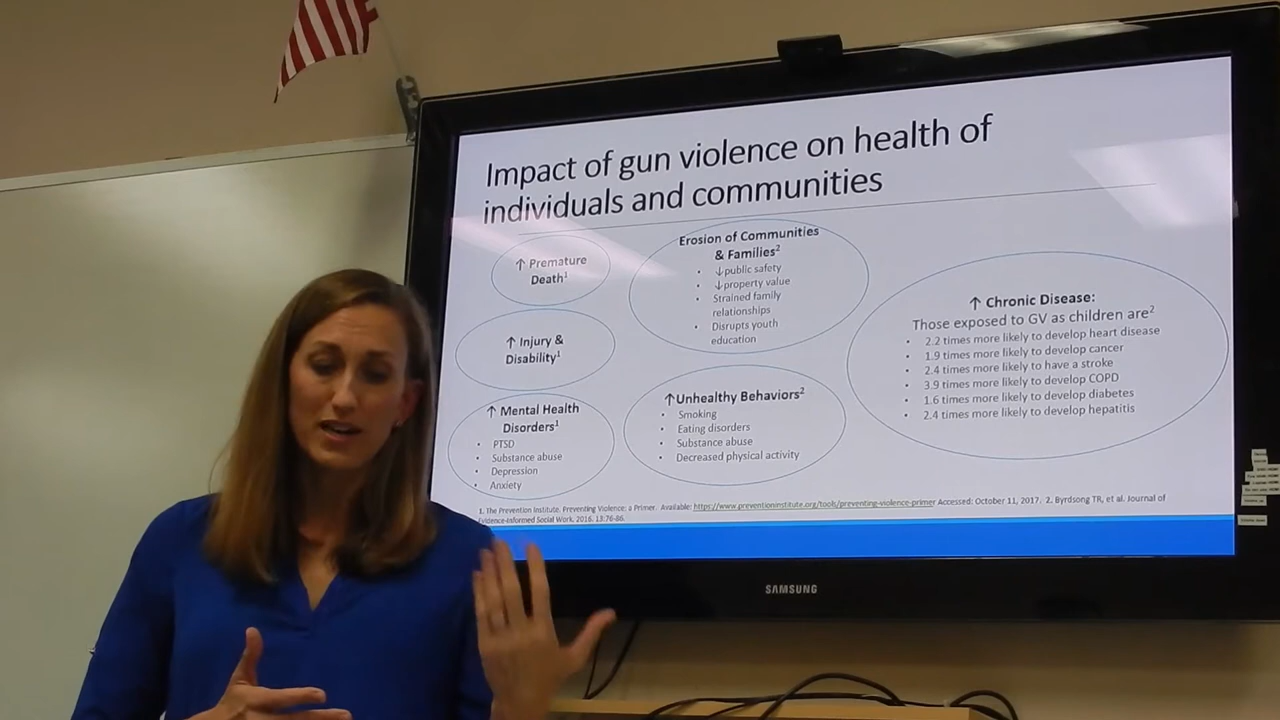 Impact of gun violence on health of
individuals and communities
↑ Premature
Death¹
↑ Injury &
Disability¹
↑ Mental Health
Disorders¹
• PTSD
• Substance abuse
• Depression
• Anxiety
Erosion of Communities
& Families²
• ↓public safety
• ↓property value
• Strained family
relationships
• Disrupts youth
education
↑Unhealthy Behaviors²
• Smoking
• Eating disorders
• Substance abuse
• Decreased physical activity
↑ Chronic Disease:
Those exposed to GV as children are²
• 2.2 times more likely to develop heart disease
• 1.9 times more likely to develop cancer
• 2.4 times more likely to have a stroke
• 3.9 times more likely to develop COPD
• 1.6 times more likely to develop diabetes
• 2.4 times more likely to develop hepatitis
1. The Prevention Institute. Preventing Violence: a Primer. Available: https://www.preventioninstitute.org/tools/preventing-violence-primer Accessed: October 11, 2017. 2. Byrdsong TR, et al. Journal of
Evidence-Informed Social Work, 2016. 13:76-86.
SAMSUNG